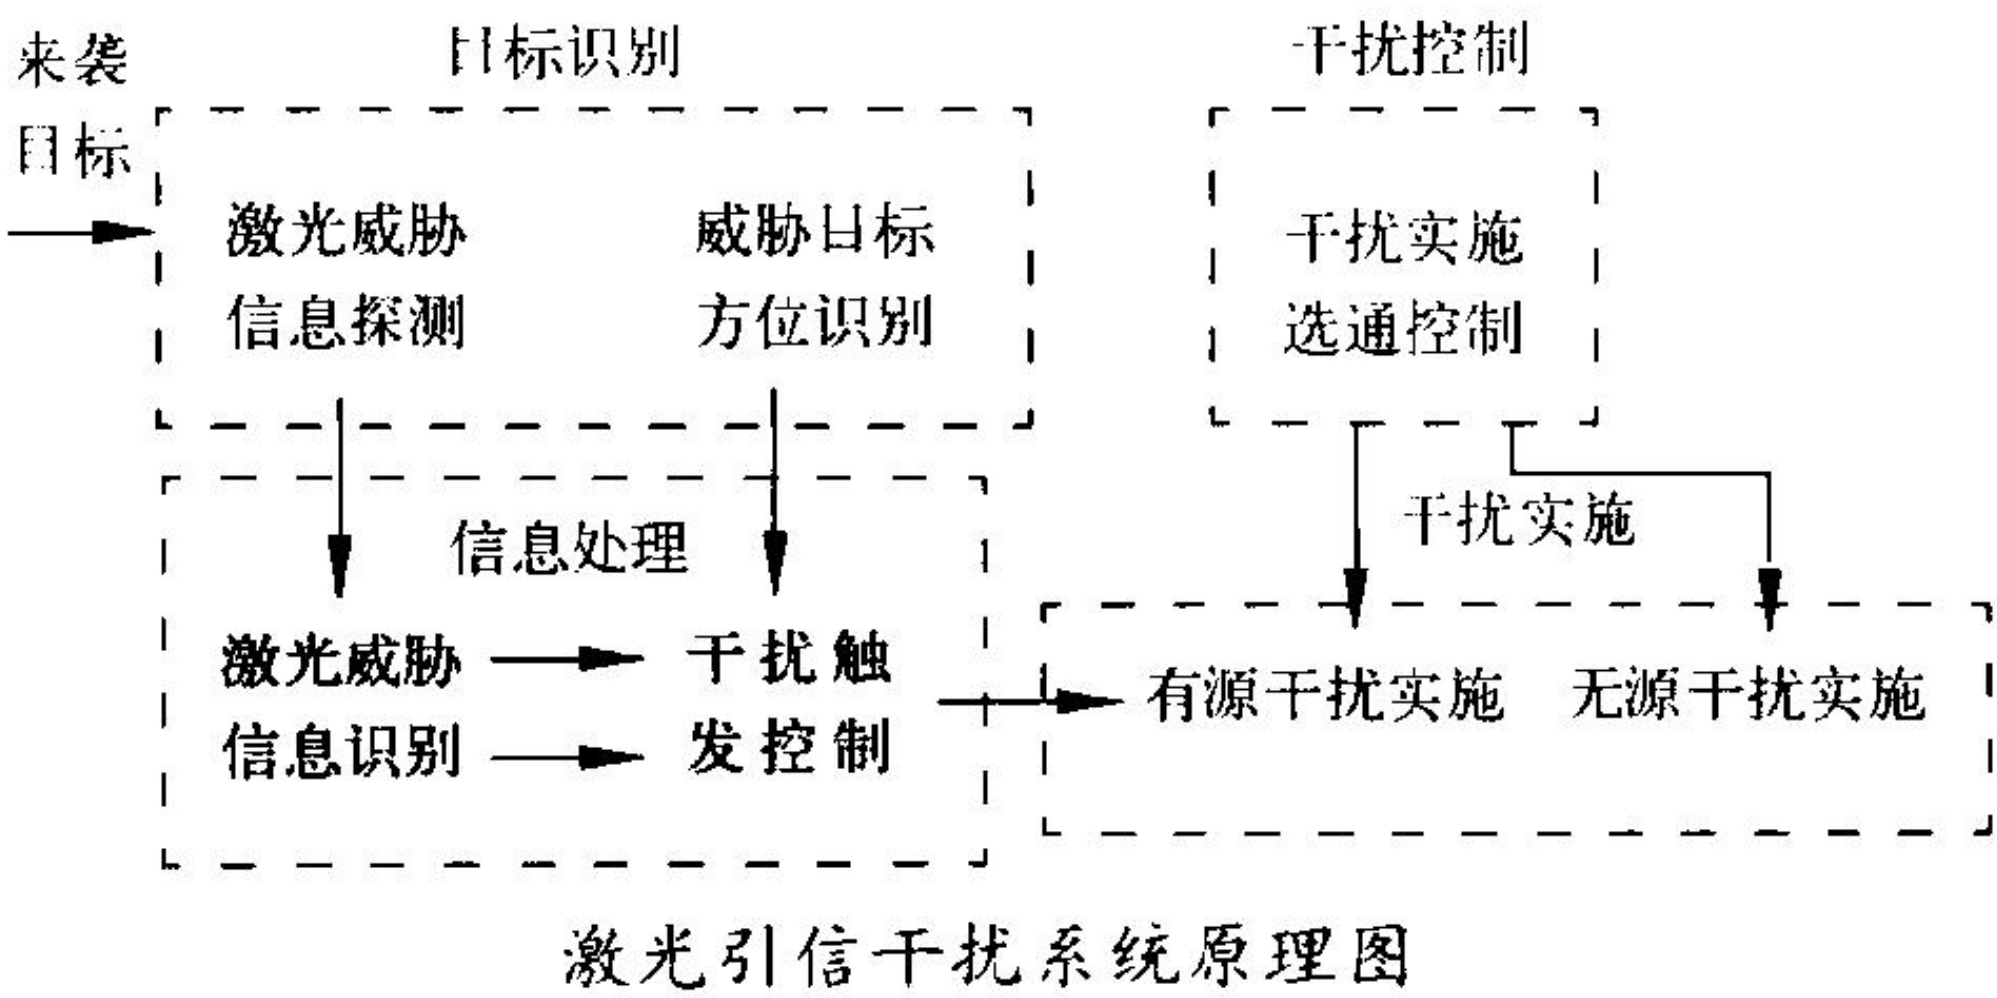 来袭
目标
目标识别
干扰控制
激光威胁
信息探测
威胁目标
方位识别
干扰实施
选通控制
信息处理
干扰实施
激光威胁
信息识别
干扰触
发控制
有源干扰实施
无源干扰实施
激光引信干扰系统原理图